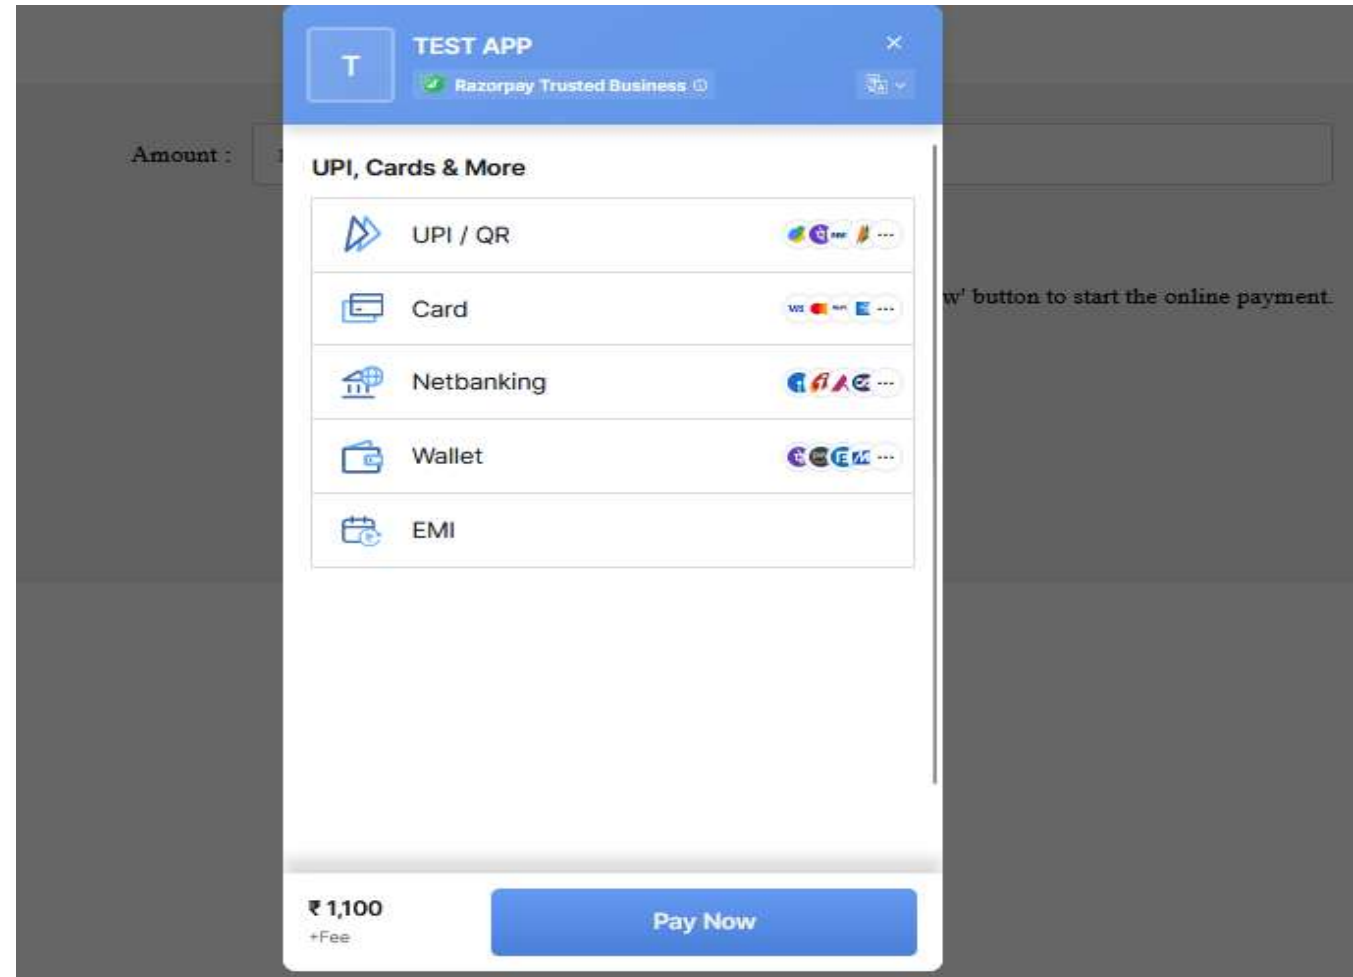 T
TEST APP
Razorpay Trusted Business
Amount :
UPI, Cards & More
UPI / QR
Card
w' button to start the online payment.
Netbanking
Wallet
EMI
₹ 1,100
+Fee
Pay Now